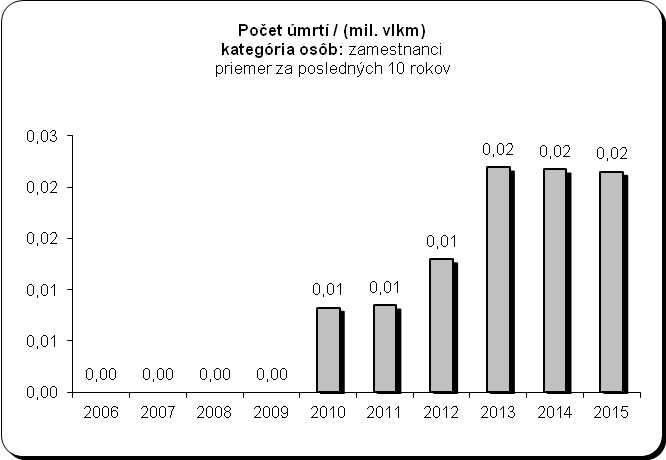 Počet úmrtí / (mil. vlkm)
kategória osôb: zamestnanci
priemer za posledných 10 rokov
0,03
0,02
0,02
0,01
0,01
0,00
0,00 0,00 0,00 0,00 0,01 0,01 0,01 0,02 0,02 0,02
2006 2007 2008 2009 2010 2011 2012 2013 2014 2015